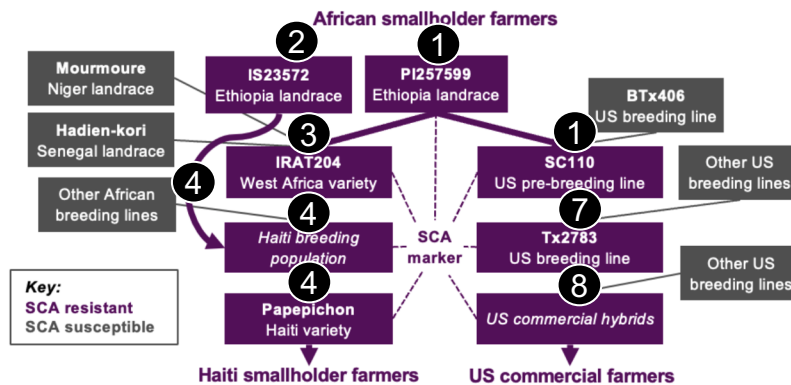 African smallholder farmers
2
1
Mourmoure
Niger landrace
IS23572
Ethiopia landrace
PI257599
Ethiopia landrace
BTx406
US breeding line
Hadien-kori
Senegal landrace
3
1
IRAT204
West Africa variety
SC110
US pre-breeding line
Other US
breeding lines
4
Other African
breeding lines
4
7
Haiti breeding
population
SCA
marker
Tx2783
US breeding line
Other US
breeding lines
Key:
SCA resistant
SCA susceptible
4
8
Papepichon
Haiti variety
US commercial hybrids
Haiti smallholder farmers
US commercial farmers